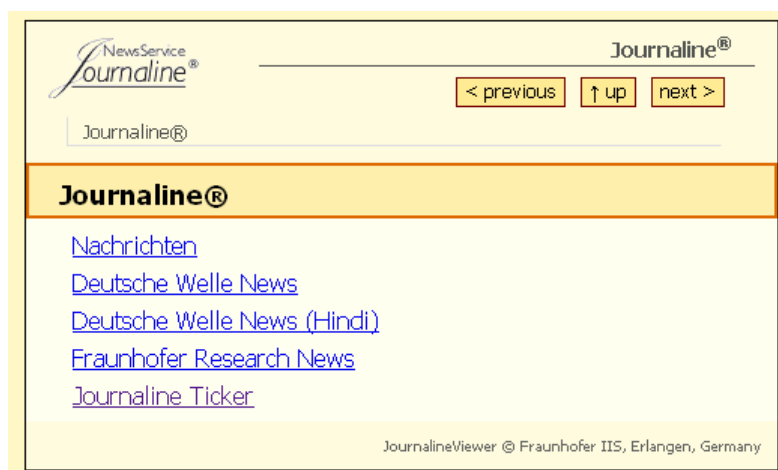 NewsService
Journaline®
Journaline®
< previous
↑ up
next >
Journaline®
Journaline®
Nachrichten
Deutsche Welle News
Deutsche Welle News (Hindi)
Fraunhofer Research News
Journaline Ticker
JournalineViewer © Fraunhofer IIS, Erlangen, Germany